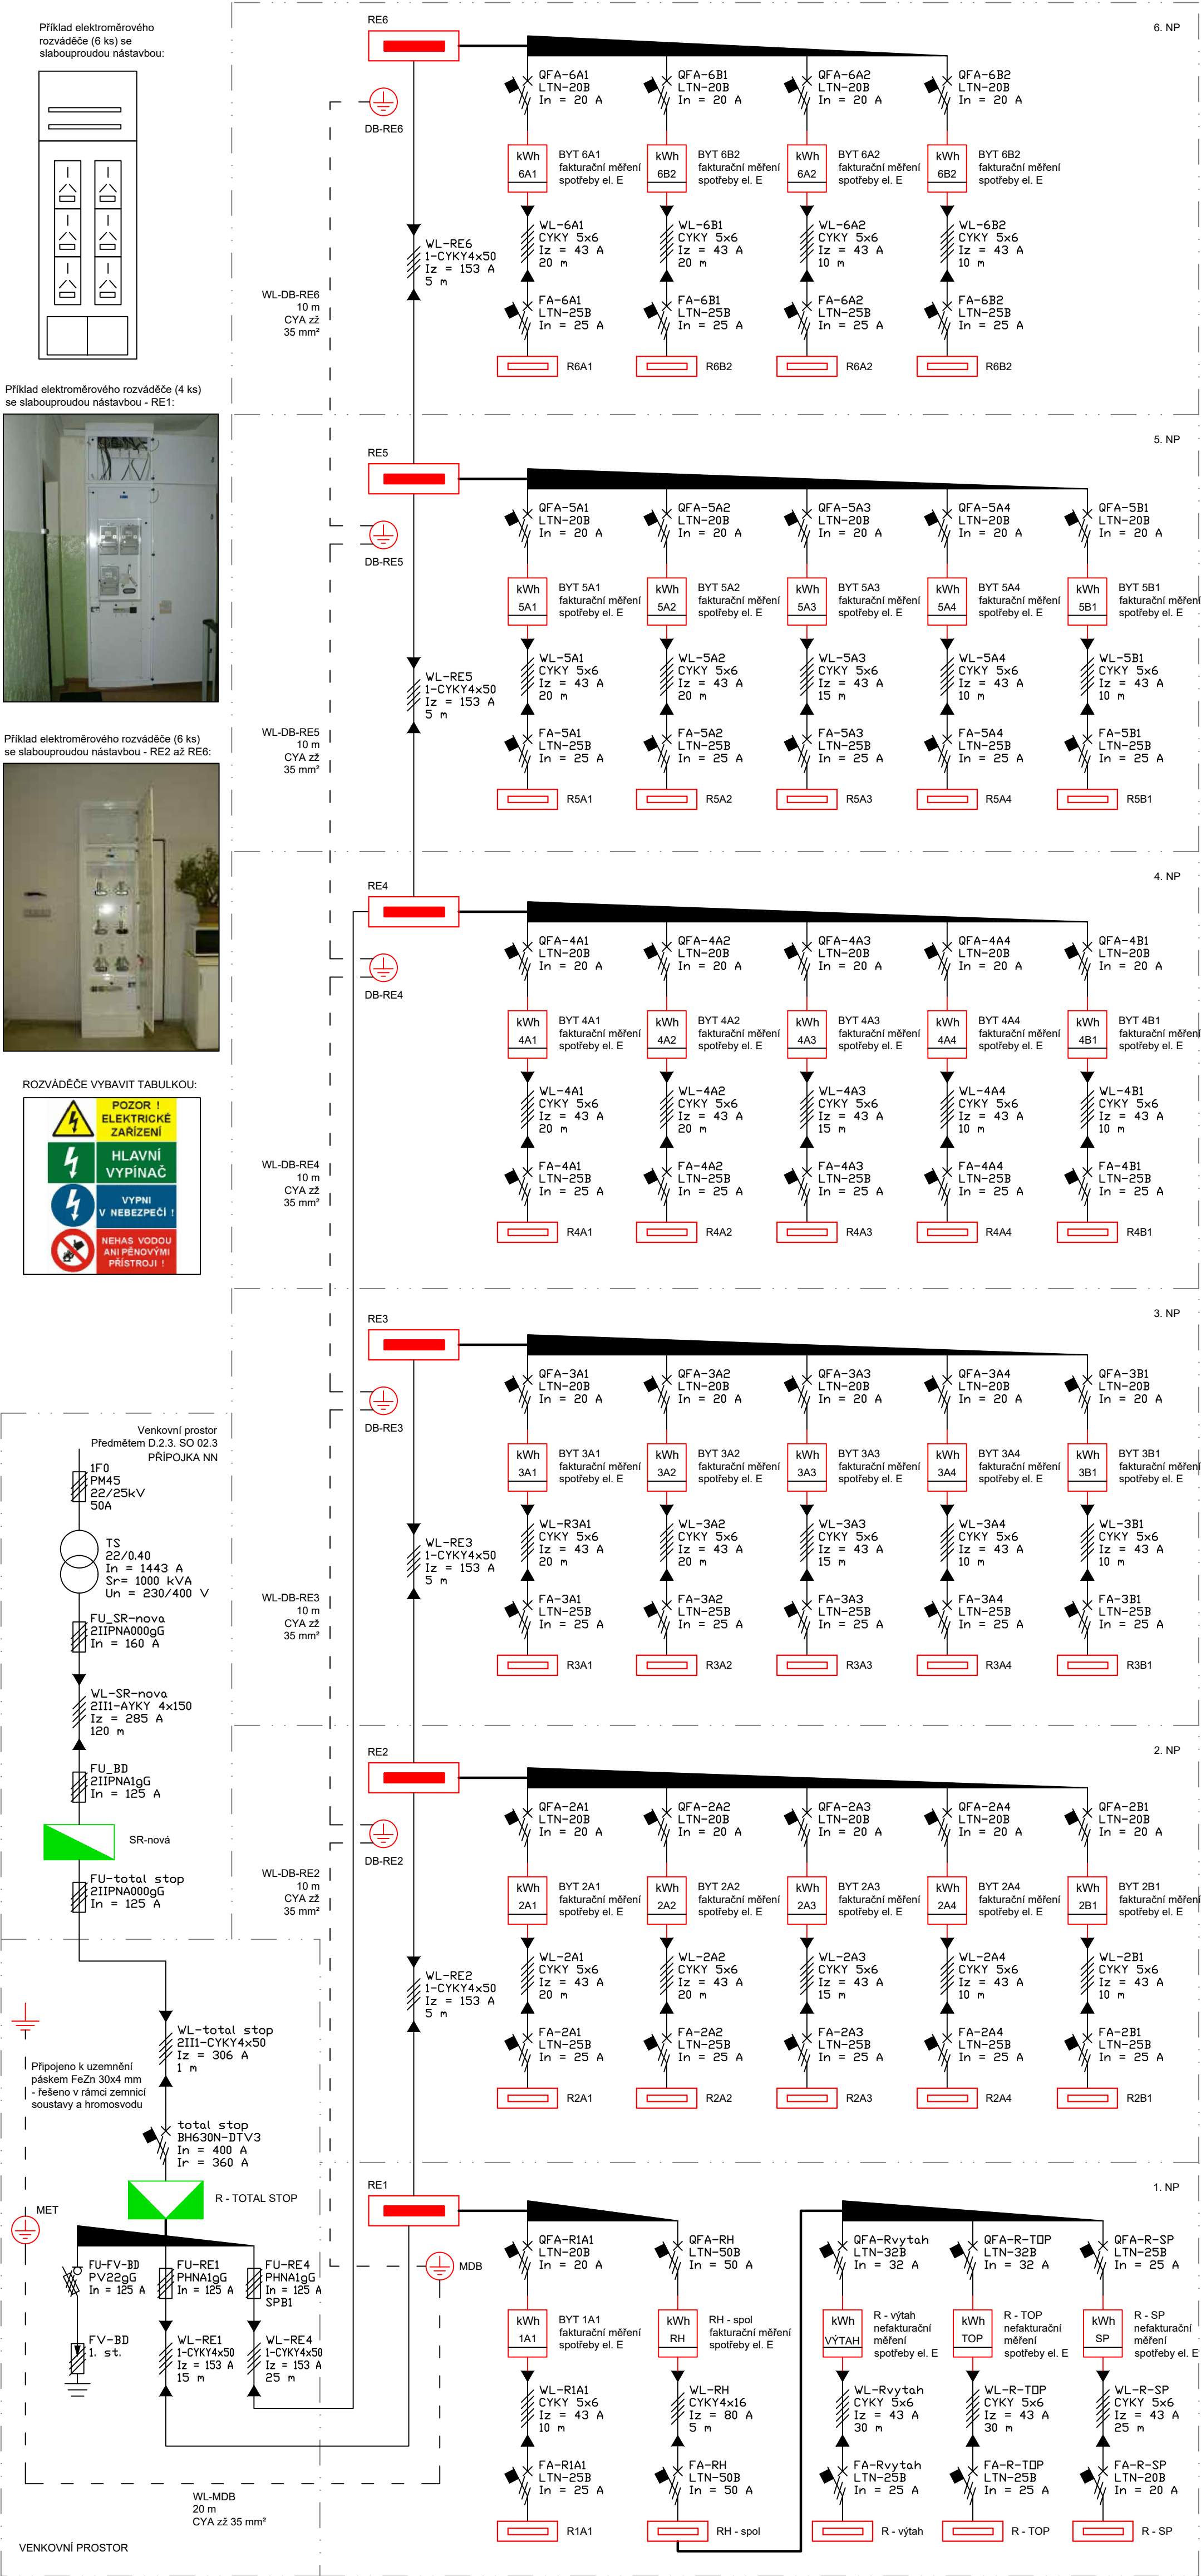 Příklad elektroměrového
rozváděče (6 ks) se
slabouproudou nástavbou:
Příklad elektroměrového rozváděče (4 ks)
se slabouproudou nástavbou - RE1:
Příklad elektroměrového rozváděče (6 ks)
se slabouproudou nástavbou - RE2 až RE6:
ROZVÁDĚČE VYBAVIT TABULKOU:
POZOR !
ELEKTRICKÉ
ZAŘÍZENÍ
HLAVNÍ
VYPÍNAČ
VYPNI
V NEBEZPEČÍ !
NEHAS VODOU
ANI PĚNOVÝMI
PŘÍSTROJI !
6. NP
RE6
DB-RE6
QFA-6A1
LTN-20B
In = 20 A
QFA-6B1
LTN-20B
In = 20 A
QFA-6A2
LTN-20B
In = 20 A
QFA-6B2
LTN-20B
In = 20 A
kWh
6A1
BYT 6A1
fakturační měření
spotřeby el. E
kWh
6B2
BYT 6B2
fakturační měření
spotřeby el. E
kWh
6A2
BYT 6A2
fakturační měření
spotřeby el. E
kWh
6B2
BYT 6B2
fakturační měření
spotřeby el. E
WL-RE6
1-CYKY4x50
Iz = 153 A
5 m
WL-DB-RE6
10 m
CYA zž
35 mm²
WL-6A1
CYKY 5x6
Iz = 43 A
20 m
WL-6B1
CYKY 5x6
Iz = 43 A
20 m
WL-6A2
CYKY 5x6
Iz = 43 A
10 m
WL-6B2
CYKY 5x6
Iz = 43 A
10 m
FA-6A1
LTN-25B
In = 25 A
FA-6B1
LTN-25B
In = 25 A
FA-6A2
LTN-25B
In = 25 A
FA-6B2
LTN-25B
In = 25 A
R6A1
R6B2
R6A2
R6B2
5. NP
RE5
DB-RE5
QFA-5A1
LTN-20B
In = 20 A
QFA-5A2
LTN-20B
In = 20 A
QFA-5A3
LTN-20B
In = 20 A
QFA-5A4
LTN-20B
In = 20 A
QFA-5B1
LTN-20B
In = 20 A
kWh
5A1
BYT 5A1
fakturační měření
spotřeby el. E
kWh
5A2
BYT 5A2
fakturační měření
spotřeby el. E
kWh
5A3
BYT 5A3
fakturační měření
spotřeby el. E
kWh
5A4
BYT 5A4
fakturační měření
spotřeby el. E
kWh
5B1
BYT 5B1
fakturační měření
spotřeby el. E
WL-RE5
1-CYKY4x50
Iz = 153 A
5 m
WL-DB-RE5
10 m
CYA zž
35 mm²
WL-5A1
CYKY 5x6
Iz = 43 A
20 m
WL-5A2
CYKY 5x6
Iz = 43 A
20 m
WL-5A3
CYKY 5x6
Iz = 43 A
15 m
WL-5A4
CYKY 5x6
Iz = 43 A
10 m
WL-5B1
CYKY 5x6
Iz = 43 A
10 m
FA-5A1
LTN-25B
In = 25 A
FA-5A2
LTN-25B
In = 25 A
FA-5A3
LTN-25B
In = 25 A
FA-5A4
LTN-25B
In = 25 A
FA-5B1
LTN-25B
In = 25 A
R5A1
R5A2
R5A3
R5A4
R5B1
4. NP
RE4
DB-RE4
QFA-4A1
LTN-20B
In = 20 A
QFA-4A2
LTN-20B
In = 20 A
QFA-4A3
LTN-20B
In = 20 A
QFA-4A4
LTN-20B
In = 20 A
QFA-4B1
LTN-20B
In = 20 A
kWh
4A1
BYT 4A1
fakturační měření
spotřeby el. E
kWh
4A2
BYT 4A2
fakturační měření
spotřeby el. E
kWh
4A3
BYT 4A3
fakturační měření
spotřeby el. E
kWh
4A4
BYT 4A4
fakturační měření
spotřeby el. E
kWh
4B1
BYT 4B1
fakturační měření
spotřeby el. E
WL-DB-RE4
10 m
CYA zž
35 mm²
WL-4A1
CYKY 5x6
Iz = 43 A
20 m
WL-4A2
CYKY 5x6
Iz = 43 A
20 m
WL-4A3
CYKY 5x6
Iz = 43 A
15 m
WL-4A4
CYKY 5x6
Iz = 43 A
10 m
WL-4B1
CYKY 5x6
Iz = 43 A
10 m
FA-4A1
LTN-25B
In = 25 A
FA-4A2
LTN-25B
In = 25 A
FA-4A3
LTN-25B
In = 25 A
FA-4A4
LTN-25B
In = 25 A
FA-4B1
LTN-25B
In = 25 A
R4A1
R4A2
R4A3
R4A4
R4B1
3. NP
RE3
DB-RE3
QFA-3A1
LTN-20B
In = 20 A
QFA-3A2
LTN-20B
In = 20 A
QFA-3A3
LTN-20B
In = 20 A
QFA-3A4
LTN-20B
In = 20 A
QFA-3B1
LTN-20B
In = 20 A
kWh
3A1
BYT 3A1
fakturační měření
spotřeby el. E
kWh
3A2
BYT 3A2
fakturační měření
spotřeby el. E
kWh
3A3
BYT 3A3
fakturační měření
spotřeby el. E
kWh
3A4
BYT 3A4
fakturační měření
spotřeby el. E
kWh
3B1
BYT 3B1
fakturační měření
spotřeby el. E
WL-RE3
1-CYKY4x50
Iz = 153 A
5 m
WL-DB-RE3
10 m
CYA zž
35 mm²
WL-R3A1
CYKY 5x6
Iz = 43 A
20 m
WL-3A2
CYKY 5x6
Iz = 43 A
20 m
WL-3A3
CYKY 5x6
Iz = 43 A
15 m
WL-3A4
CYKY 5x6
Iz = 43 A
10 m
WL-3B1
CYKY 5x6
Iz = 43 A
10 m
FA-3A1
LTN-25B
In = 25 A
FA-3A2
LTN-25B
In = 25 A
FA-3A3
LTN-25B
In = 25 A
FA-3A4
LTN-25B
In = 25 A
FA-3B1
LTN-25B
In = 25 A
R3A1
R3A2
R3A3
R3A4
R3B1
Venkovní prostor
Předmětem D.2.3. SO 02.3
PŘÍPOJKA NN
1F0
PM45
22/25kV
50A
TS
22/0.40
In = 1443 A
Sr= 1000 kVA
Un = 230/400 V
FU_SR-nova
2IIPNA000gG
In = 160 A
WL-SR-nova
2II1-AYKY 4x150
Iz = 285 A
120 m
FU_BD
2IIPNA1gG
In = 125 A
SR-nová
FU-total stop
2IIPNA000gG
In = 125 A
2. NP
RE2
DB-RE2
QFA-2A1
LTN-20B
In = 20 A
QFA-2A2
LTN-20B
In = 20 A
QFA-2A3
LTN-20B
In = 20 A
QFA-2A4
LTN-20B
In = 20 A
QFA-2B1
LTN-20B
In = 20 A
kWh
2A1
BYT 2A1
fakturační měření
spotřeby el. E
kWh
2A2
BYT 2A2
fakturační měření
spotřeby el. E
kWh
2A3
BYT 2A3
fakturační měření
spotřeby el. E
kWh
2A4
BYT 2A4
fakturační měření
spotřeby el. E
kWh
2B1
BYT 2B1
fakturační měření
spotřeby el. E
WL-DB-RE2
10 m
CYA zž
35 mm²
WL-RE2
1-CYKY4x50
Iz = 153 A
5 m
WL-2A1
CYKY 5x6
Iz = 43 A
20 m
WL-2A2
CYKY 5x6
Iz = 43 A
20 m
WL-2A3
CYKY 5x6
Iz = 43 A
15 m
WL-2A4
CYKY 5x6
Iz = 43 A
10 m
WL-2B1
CYKY 5x6
Iz = 43 A
10 m
FA-2A1
LTN-25B
In = 25 A
FA-2A2
LTN-25B
In = 25 A
FA-2A3
LTN-25B
In = 25 A
FA-2A4
LTN-25B
In = 25 A
FA-2B1
LTN-25B
In = 25 A
R2A1
R2A2
R2A3
R2A4
R2B1
WL-total stop
2II1-CYKY4x50
Iz = 306 A
1 m
Připojeno k uzemnění
páskem FeZn 30x4 mm
- řešeno v rámci zemnicí
soustavy a hromosvodu
total stop
BH630N-DTV3
In = 400 A
Ir = 360 A
R - TOTAL STOP
MET
FU-FV-BD
PV22gG
In = 125 A
FU-RE1
PHNA1gG
In = 125 A
FU-RE4
PHNA1gG
In = 125 A
SPB1
FV-BD
1. st.
WL-RE1
1-CYKY4x50
Iz = 153 A
15 m
WL-RE4
1-CYKY4x50
Iz = 153 A
25 m
WL-MDB
20 m
CYA zž 35 mm²
VENKOVNÍ PROSTOR
1. NP
RE1
MDB
QFA-R1A1
LTN-20B
In = 20 A
QFA-RH
LTN-50B
In = 50 A
QFA-Rvytah
LTN-32B
In = 32 A
QFA-R-TOP
LTN-32B
In = 32 A
QFA-R-SP
LTN-25B
In = 25 A
kWh
1A1
BYT 1A1
fakturační měření
spotřeby el. E
kWh
RH
RH - spol
fakturační měření
spotřeby el. E
kWh
VÝTAH
R - výtah
nefakturační
měření
spotřeby el. E
kWh
TOP
R - TOP
nefakturační
měření
spotřeby el. E
kWh
SP
R - SP
nefakturační
měření
spotřeby el. E
WL-R1A1
CYKY 5x6
Iz = 43 A
10 m
WL-RH
CYKY4x16
Iz = 80 A
5 m
WL-Rvytah
CYKY 5x6
Iz = 43 A
30 m
WL-R-TOP
CYKY 5x6
Iz = 43 A
30 m
WL-R-SP
CYKY 5x6
Iz = 43 A
25 m
FA-R1A1
LTN-25B
In = 25 A
FA-RH
LTN-50B
In = 50 A
FA-Rvytah
LTN-25B
In = 25 A
FA-R-TOP
LTN-25B
In = 25 A
FA-R-SP
LTN-20B
In = 20 A
R1A1
RH - spol
R - výtah
R - TOP
R - SP